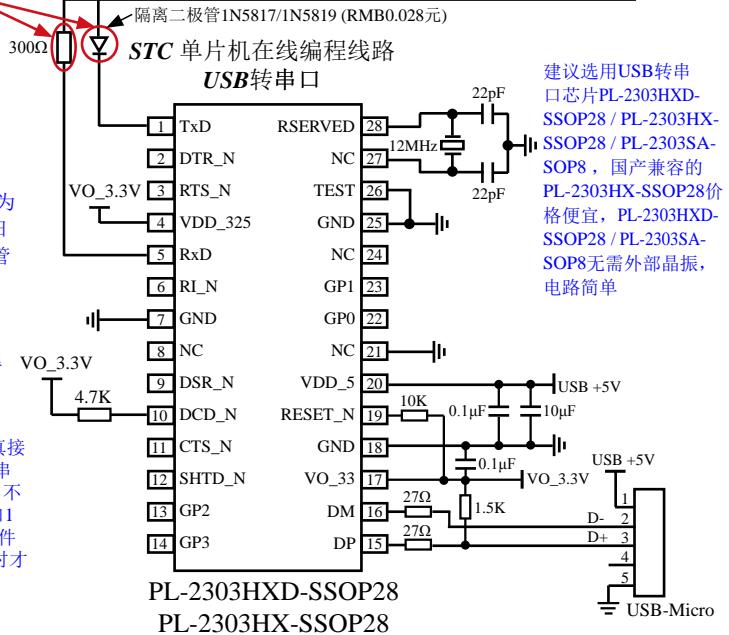 隔离二极管1N5817/1N5819 (RMB0.028元)
300Ω
STC 单片机在线编程线路
USB转串口
建议选用USB转串
口芯片PL-2303HXD-
SSOP28 / PL-2303HX-
SSOP28 / PL-2303SA-
SOP8 ，国产兼容的
PL-2303HX-SSOP28价
格便宜，PL-2303HXD-
SSOP28 / PL-2303SA-
SOP8无需外部晶振，
电路简单
22pF
12MHz
22pF
1 TxD
2 DTR_N
VO_3.3V
3 RTS_N
4 VDD_325
5 RxD
6 RI_N
7 GND
8 NC
VO_3.3V
9 DSR_N
4.7K
10 DCD_N
11 CTS_N
12 SHTD_N
13 GP2
14 GP3
RSERVED 28
NC 27
TEST 26
GND 25
NC 24
GP1 23
GP0 22
NC 21
VDD_5 20
RESET_N 19
GND 18
VO_33 17
DM 16
DP 15
USB +5V
10K
0.1μF
10μF
0.1μF
VO_3.3V
27Ω
1.5K
27Ω
USB +5V
1
D- 2
D+ 3
4
5
USB-Micro
为
管
接
串
不
1
件
才
PL-2303HXD-SSOP28
PL-2303HX-SSOP28